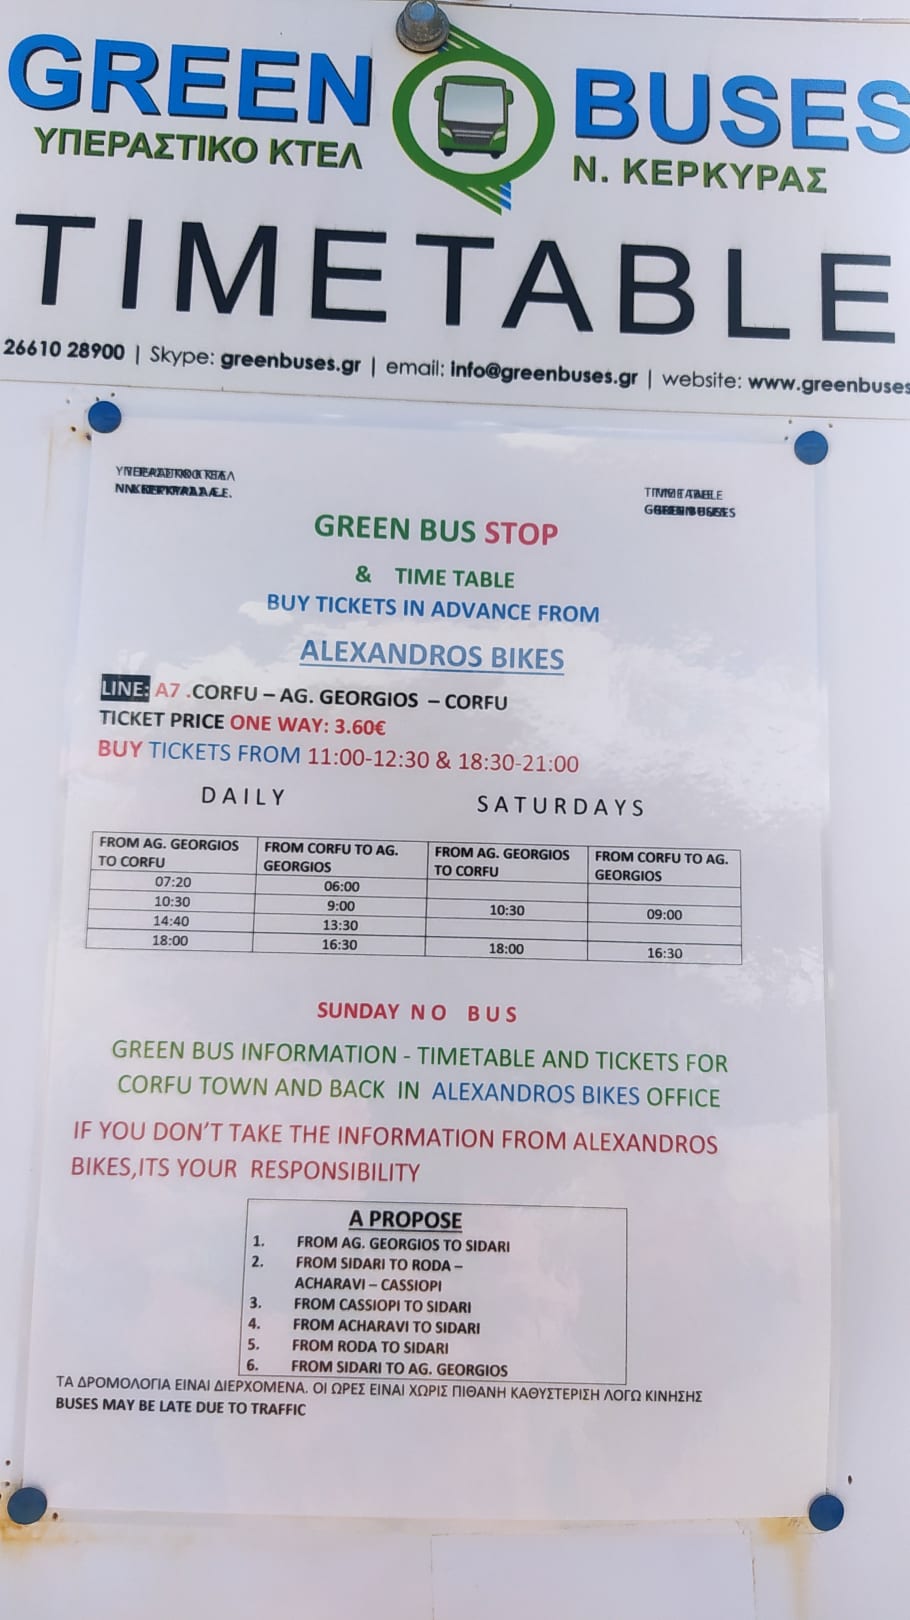 GREEN BUSES
ΥΠΕΡΑΣΤΙΚΟ ΚΤΕΛ Ν. ΚΕΡΚΥΡΑΣ
TIMETABLE
26610 28900 | Skype: greenbuses.gr | email: info@greenbuses.gr | website: www.greenbuses
TIME TABLE
GREEN BUSES
GREEN BUS STOP
& TIME TABLE
BUY TICKETS IN ADVANCE FROM
ALEXANDROS BIKES
LINE: A7 .CORFU – AG. GEORGIOS – CORFU
TICKET PRICE ONE WAY: 3.60€
BUY TICKETS FROM 11:00-12:30 & 18:30-21:00
DAILY SATURDAYS
FROM AG. GEORGIOS TO CORFU FROM CORFU TO AG. GEORGIOS FROM AG. GEORGIOS TO CORFU FROM CORFU TO AG. GEORGIOS
07:20 06:00
10:30 9:00 10:30 09:00
14:40 13:30
18:00 16:30 18:00 16:30
SUNDAY NO BUS
GREEN BUS INFORMATION - TIMETABLE AND TICKETS FOR
CORFU TOWN AND BACK IN ALEXANDROS BIKES OFFICE
IF YOU DON'T TAKE THE INFORMATION FROM ALEXANDROS
BIKES,ITS YOUR RESPONSIBILITY
A PROPOSE
1. FROM AG. GEORGIOS TO SIDARI
2. FROM SIDARI TO RODA –
ACHARAVI – CASSIOPI
3. FROM CASSIOPI TO SIDARI
4. FROM ACHARAVI TO SIDARI
5. FROM RODA TO SIDARI
6. FROM SIDARI TO AG. GEORGIOS
ΤΑ ΔΡΟΜΟΛΟΓΙΑ ΕΙΝΑΙ ΔΙΕΡΧΟΜΕΝΑ. ΟΙ ΩΡΕΣ ΕΙΝΑΙ ΧΩΡΙΣ ΠΙΘΑΝΗ ΚΑΘΥΣΤΕΡΙΣΗ ΛΟΓΩ ΚΙΝΗΣΗΣ
BUSES MAY BE LATE DUE TO TRAFFIC